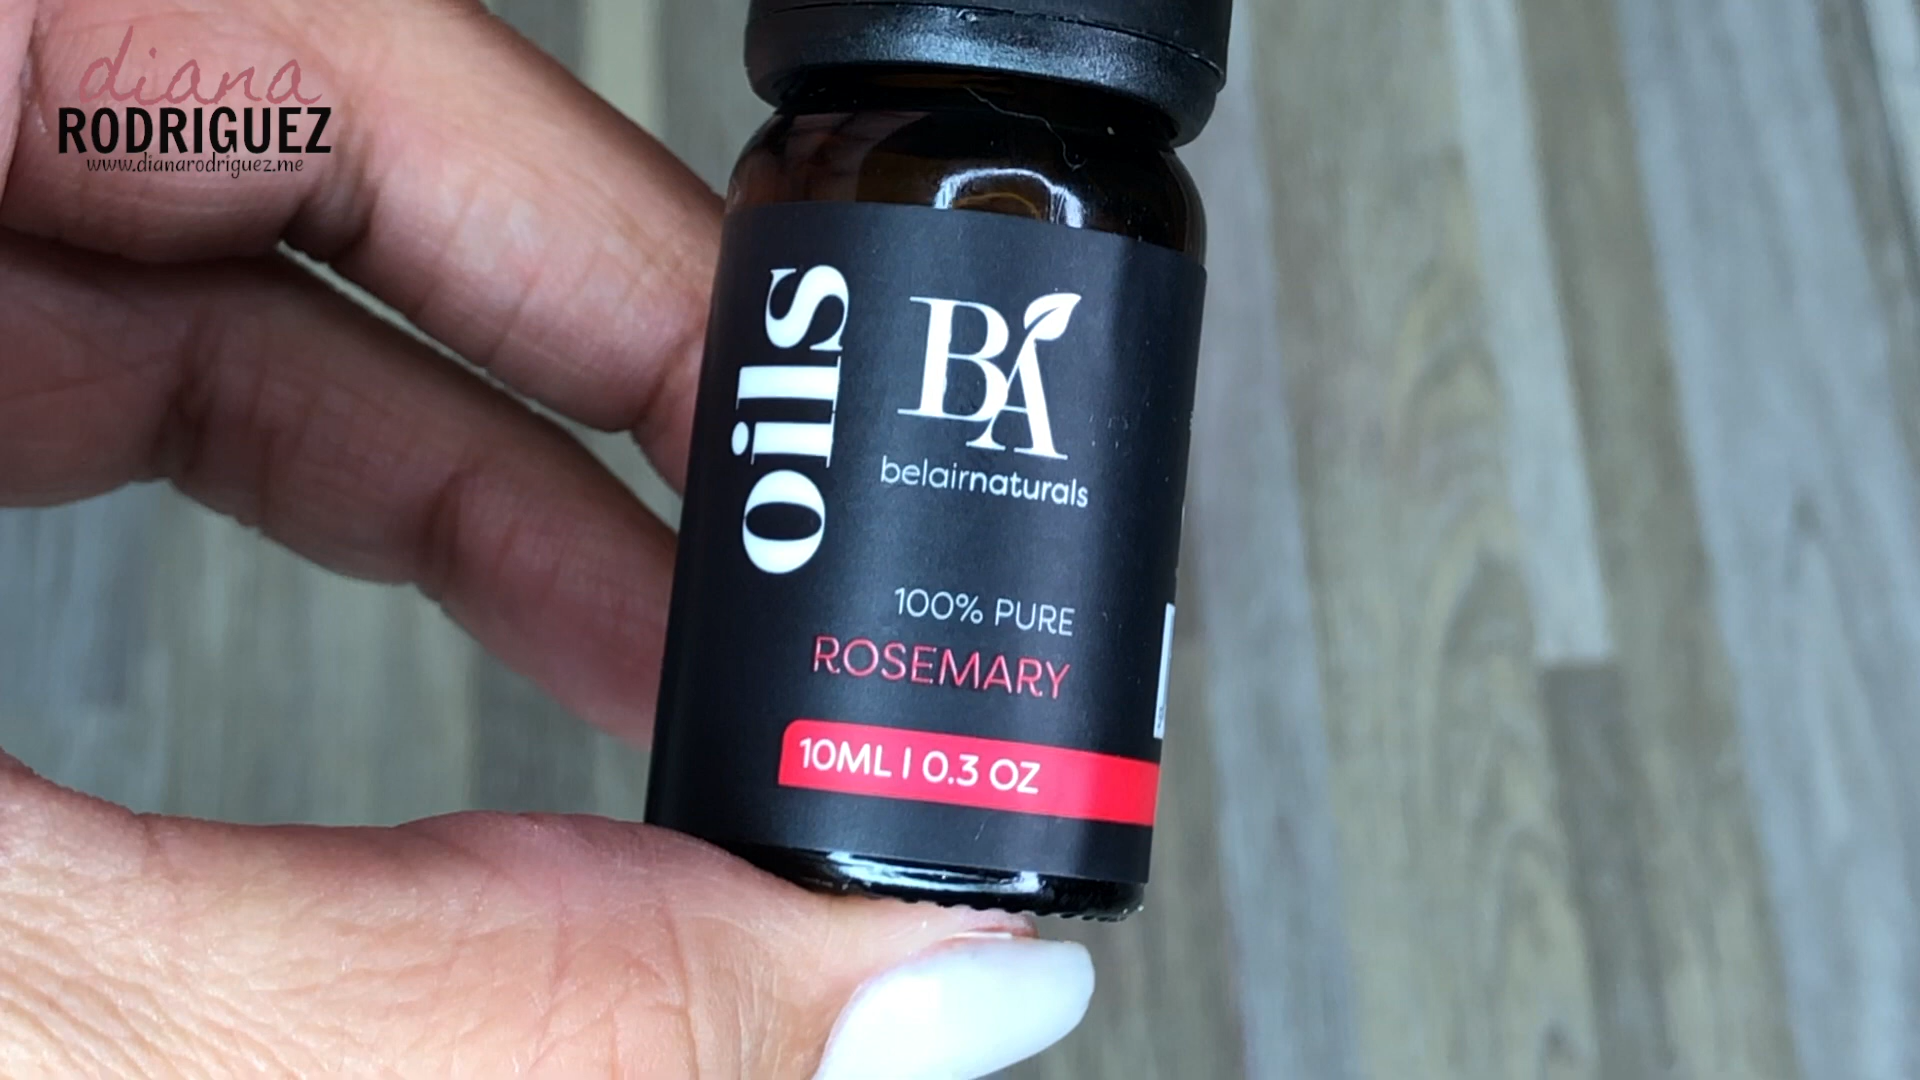 diana
RODRIGUEZ
www.dianarodriguez.me
oils
BA
belairnaturals
100% PURE
ROSEMARY
10ML | 0.3 OZ